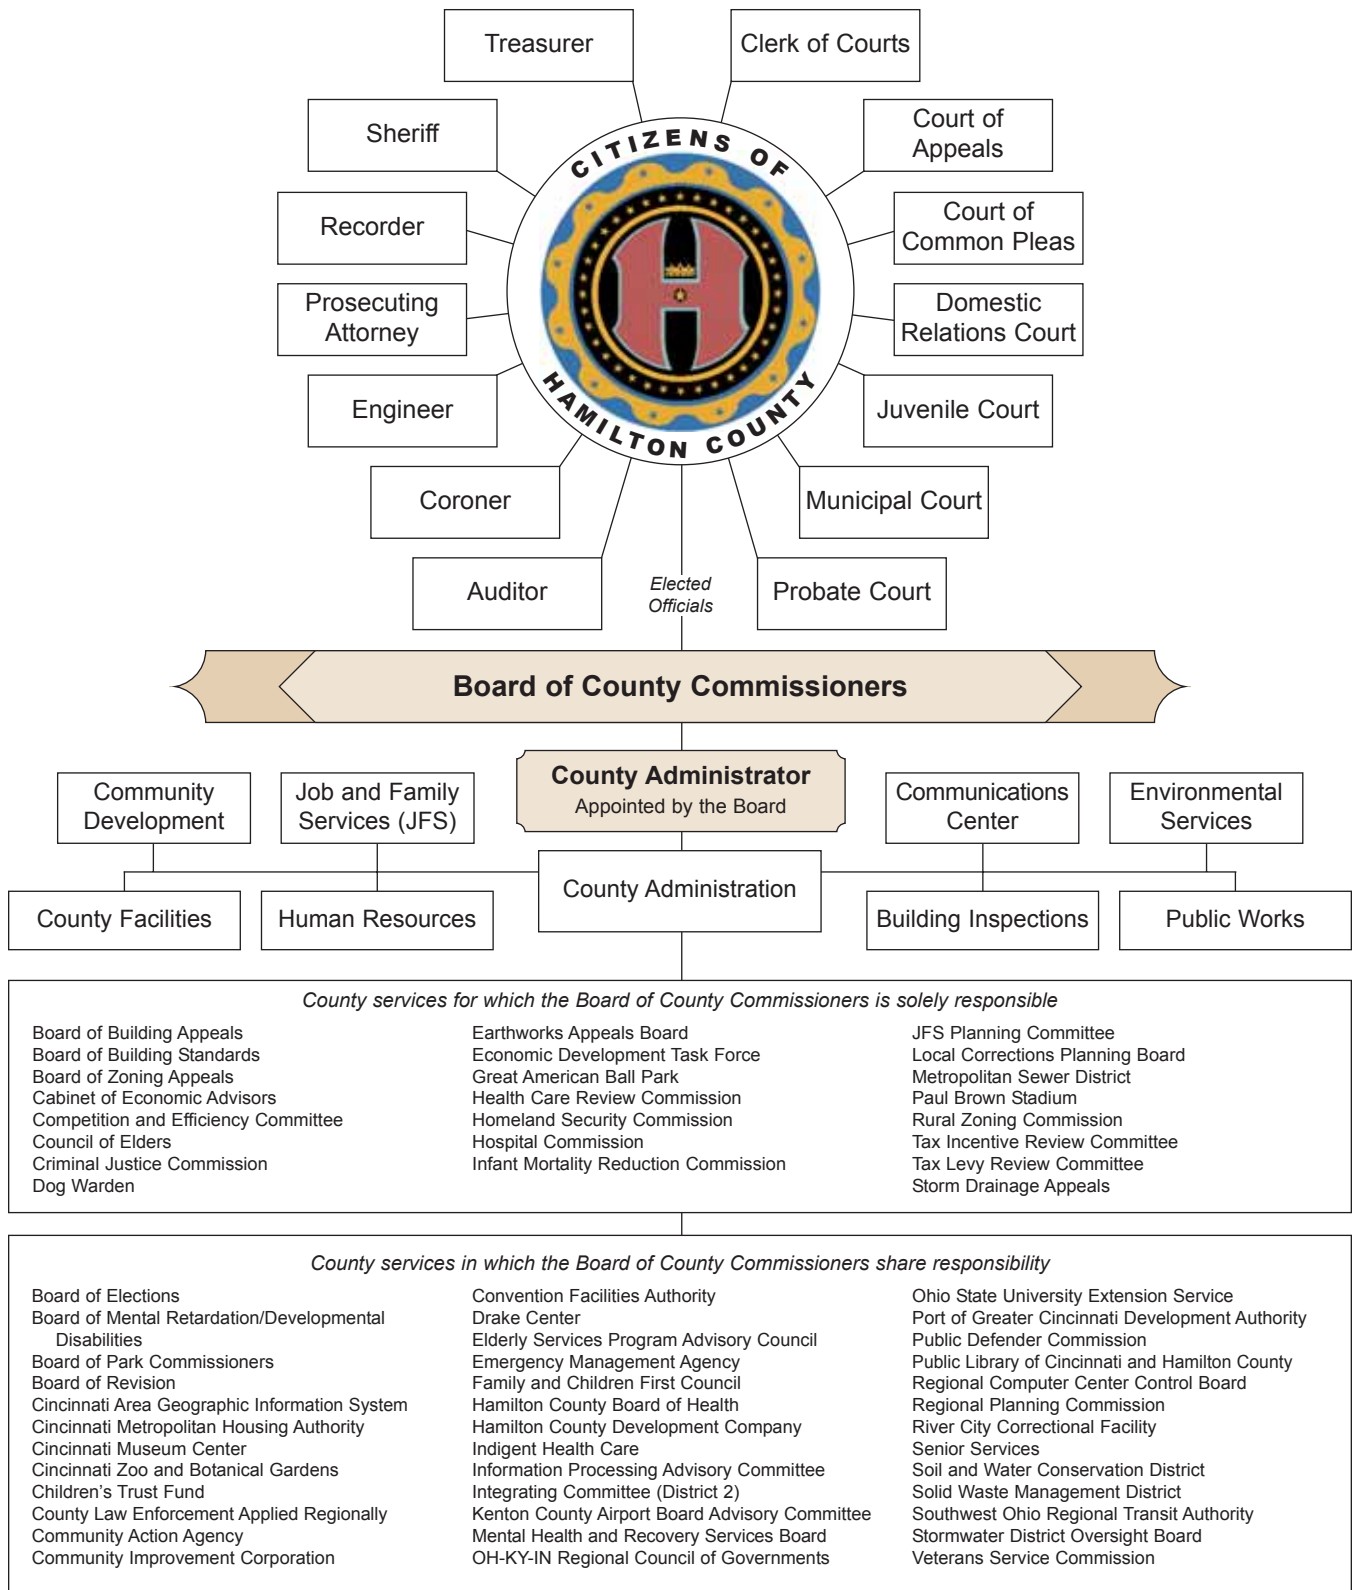 Treasurer
Clerk of Courts
Sheriff
Court of
Appeals
CITIZENS OF
HAMILTON COUNTY
Recorder
Court of
Common Pleas
Prosecuting
Attorney
Domestic
Relations Court
Engineer
Juvenile Court
Coroner
Municipal Court
Auditor
Elected
Officials
Probate Court
Board of County Commissioners
County Administrator
Appointed by the Board
Community
Development
Job and Family
Services (JFS)
Communications
Center
Environmental
Services
County Administration
County Facilities
Human Resources
Building Inspections
Public Works
County services for which the Board of County Commissioners is solely responsible
Board of Building Appeals
Board of Building Standards
Board of Zoning Appeals
Cabinet of Economic Advisors
Competition and Efficiency Committee
Council of Elders
Criminal Justice Commission
Dog Warden
Earthworks Appeals Board
Economic Development Task Force
Great American Ball Park
Health Care Review Commission
Homeland Security Commission
Hospital Commission
Infant Mortality Reduction Commission
JFS Planning Committee
Local Corrections Planning Board
Metropolitan Sewer District
Paul Brown Stadium
Rural Zoning Commission
Tax Incentive Review Committee
Tax Levy Review Committee
Storm Drainage Appeals
County services in which the Board of County Commissioners share responsibility
Board of Elections
Board of Mental Retardation/Developmental
Disabilities
Board of Park Commissioners
Board of Revision
Cincinnati Area Geographic Information System
Cincinnati Metropolitan Housing Authority
Cincinnati Museum Center
Cincinnati Zoo and Botanical Gardens
Children's Trust Fund
County Law Enforcement Applied Regionally
Community Action Agency
Community Improvement Corporation
Convention Facilities Authority
Drake Center
Elderly Services Program Advisory Council
Emergency Management Agency
Family and Children First Council
Hamilton County Board of Health
Hamilton County Development Company
Indigent Health Care
Information Processing Advisory Committee
Integrating Committee (District 2)
Kenton County Airport Board Advisory Committee
Mental Health and Recovery Services Board
OH-KY-IN Regional Council of Governments
Ohio State University Extension Service
Port of Greater Cincinnati Development Authority
Public Defender Commission
Public Library of Cincinnati and Hamilton County
Regional Computer Center Control Board
Regional Planning Commission
River City Correctional Facility
Senior Services
Soil and Water Conservation District
Solid Waste Management District
Southwest Ohio Regional Transit Authority
Stormwater District Oversight Board
Veterans Service Commission